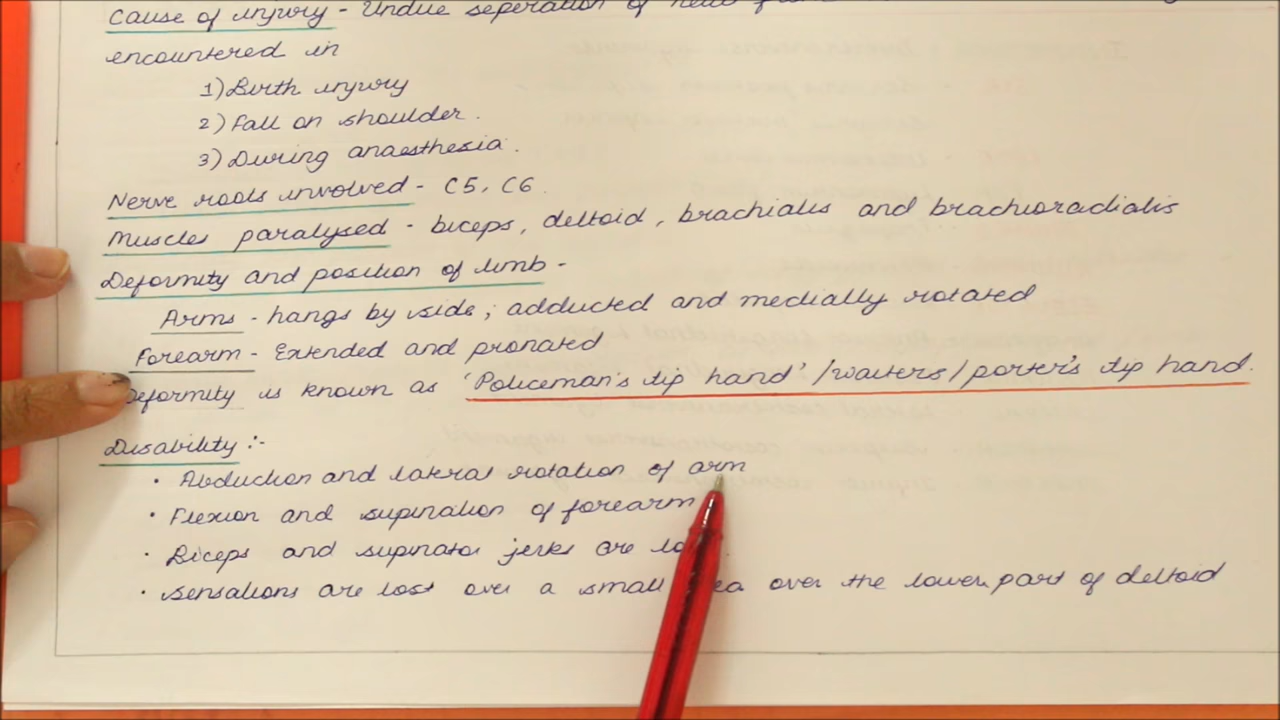 Cause of injury - Undue seperation of head
encountered in
1) Birth injury
2) Fall on shoulder.
3) During anaesthesia.
Nerve roots involved - C5, C6.
Muscles paralysed - biceps, deltoid, brachialis and brachioradialis
Deformity and position of limb -
Arms - hangs by side; adducted and medially rotated
Forearm - Extended and pronated
Deformity is known as 'Policeman's tip hand' / waiters / porter's tip hand.
Disability :-
• Abduction and lateral rotation of arm
• Flexion and supination of forearm
• Biceps and supinator jerks are
• Sensations are lost over a small over the lower part of deltoid